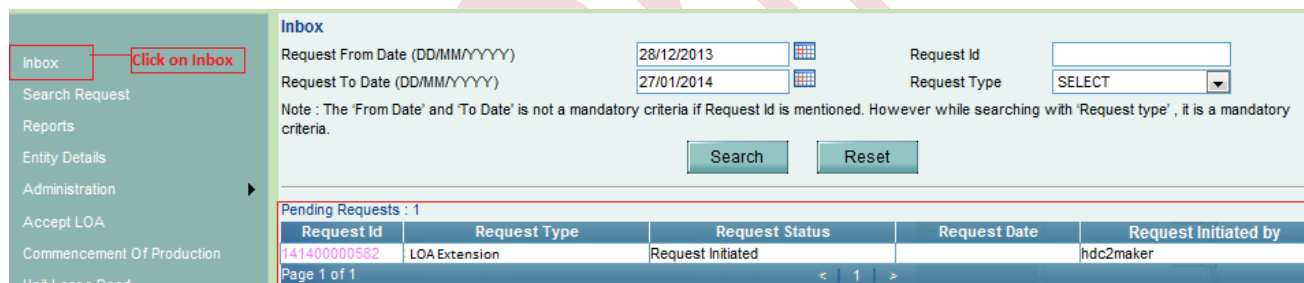 Inbox
Click on Inbox
Search Request
Reports
Entity Details
Administration
Accept LOA
Commencement Of Production
Unit Lease Deed
Inbox
Request From Date (DD/MM/YYYY) 28/12/2013 Request Id
Request To Date (DD/MM/YYYY) 27/01/2014 Request Type SELECT
Note : The 'From Date' and 'To Date' is not a mandatory criteria if Request Id is mentioned. However while searching with 'Request type' , it is a mandatory
criteria.
Search Reset
Pending Requests : 1
Request Id Request Type Request Status Request Date Request Initiated by
141400000582 LOA Extension Request Initiated hdc2maker
Page 1 of 1 < | 1 | >